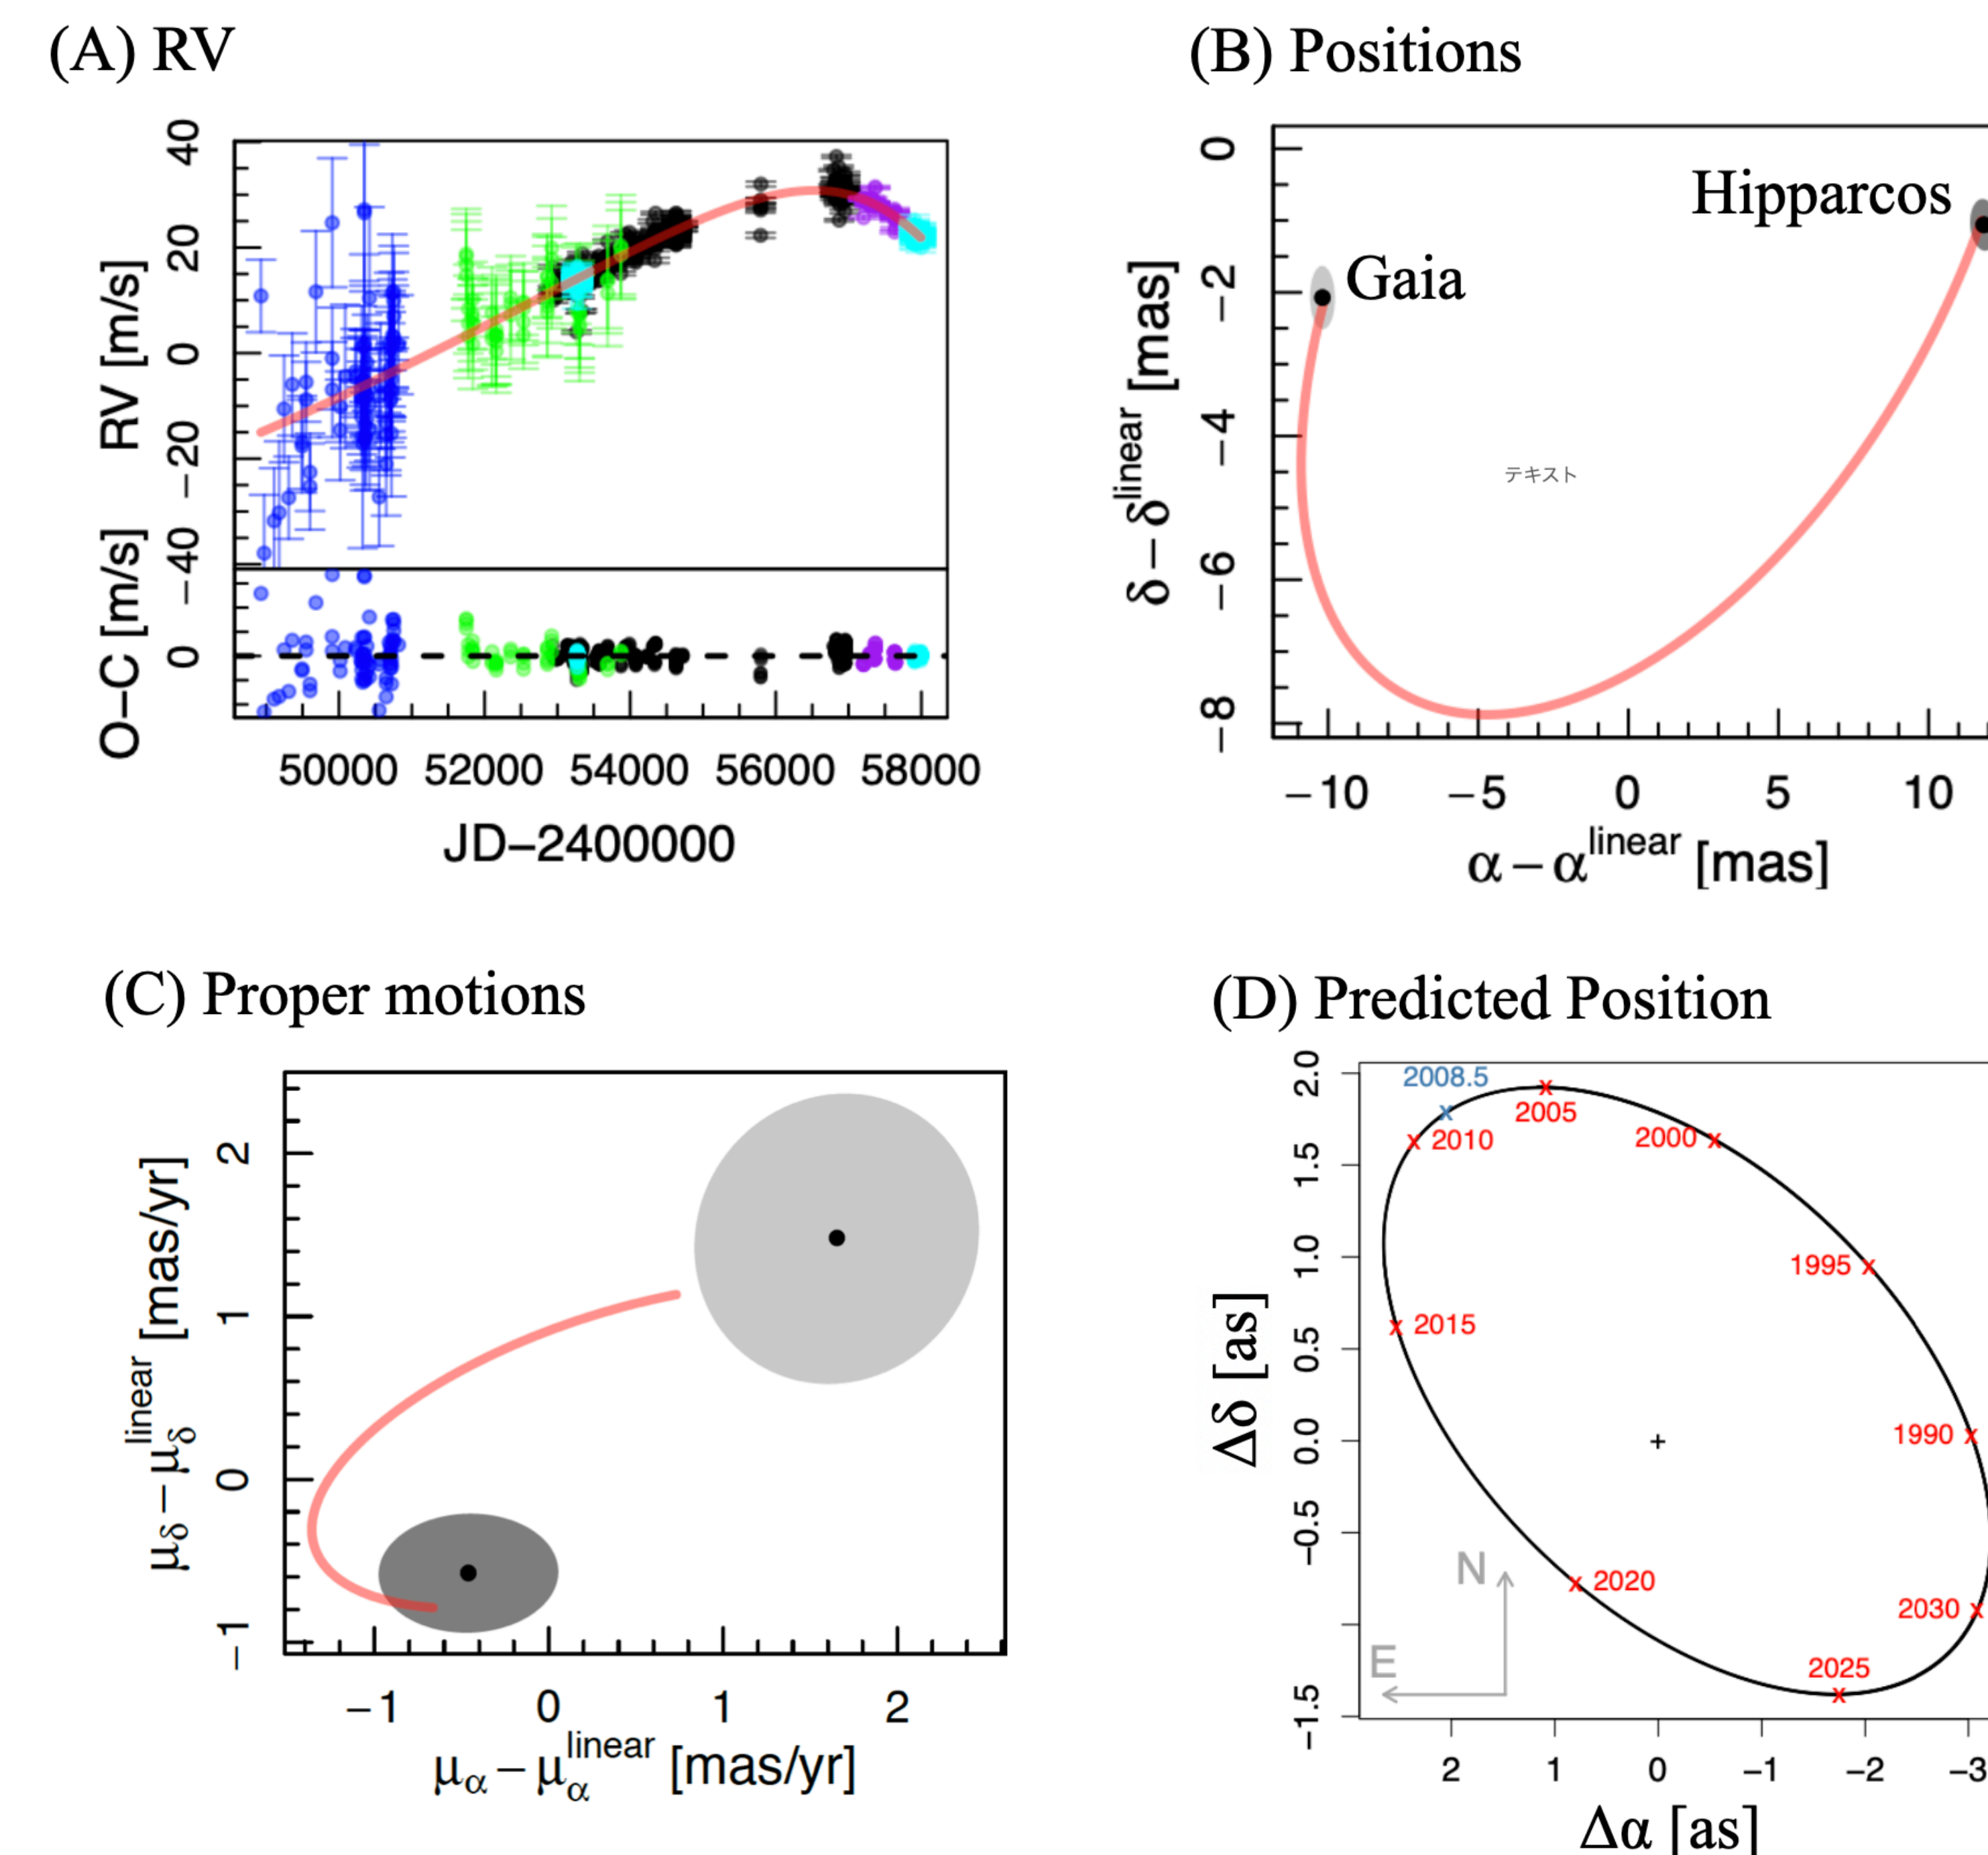 (A) RV
40
20
0
−20
−40
RV [m/s]
0
O−C [m/s]
50000 52000 54000 56000 58000
JD−2400000
(B) Positions
0
−2
−4
−6
−8
δ − δ^linear [mas]
Hipparcos
Gaia
テキスト
−10 −5 0 5 10
α − α^linear [mas]
(C) Proper motions
2
1
0
−1
μδ − μδ^linear [mas/yr]
−1 0 1 2
μα − μα^linear [mas/yr]
(D) Predicted Position
2.0
1.5
1.0
0.5
0.0
−0.5
−1.5
Δδ [as]
2008.5
2005
2010
2000
1995
2015
1990
2020
2030
2025
N
E
2 1 0 −1 −2 −3
Δα [as]